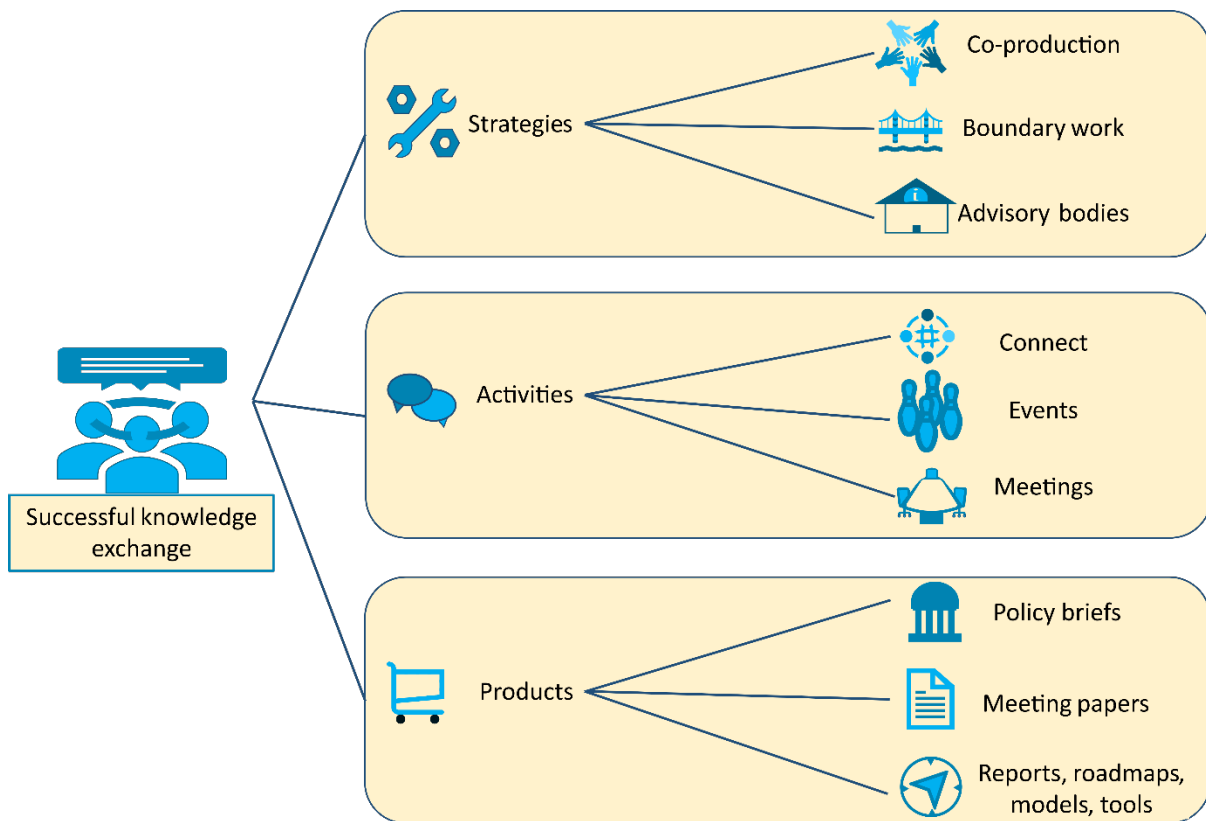 Successful knowledge
exchange
Strategies
Co-production
Boundary work
i
Advisory bodies
Activities
Connect
Events
Meetings
Products
Policy briefs
Meeting papers
Reports, roadmaps,
models, tools